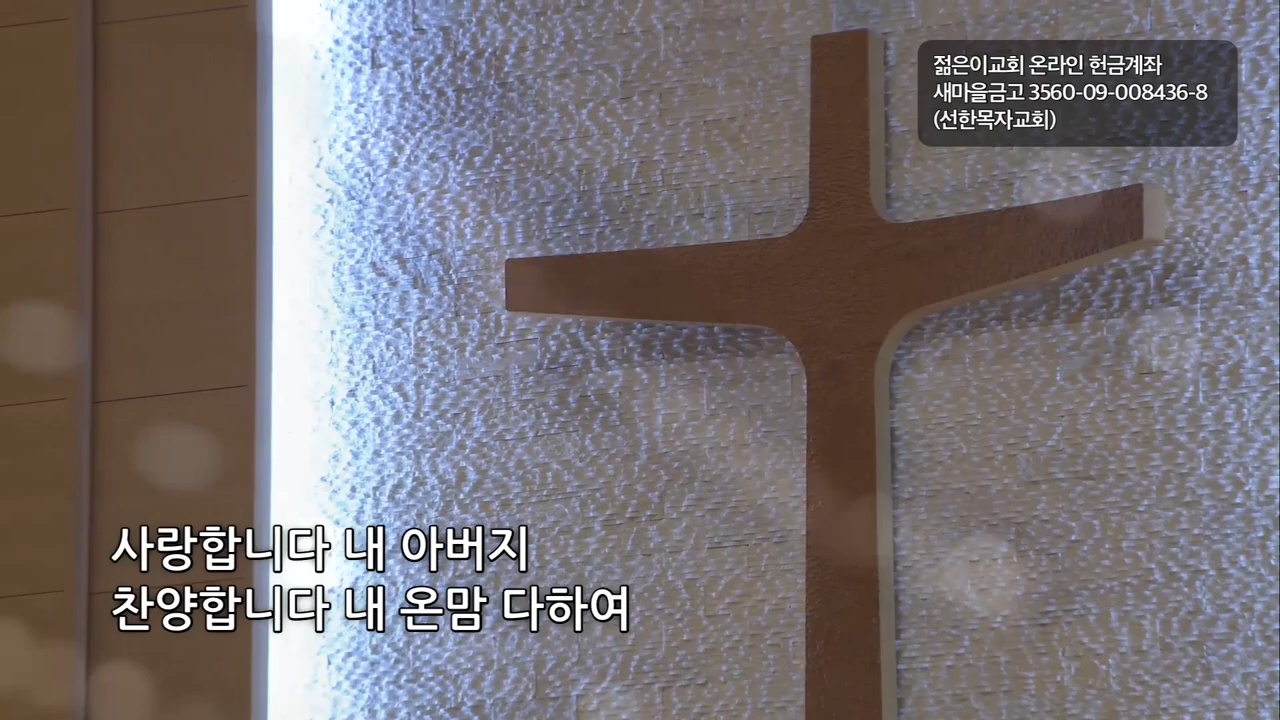 젊은이교회 온라인 헌금계좌
새마을금고 3560-09-008436-8
(선한목자교회)
사랑합니다 내 아버지
찬양합니다 내 온맘 다하여